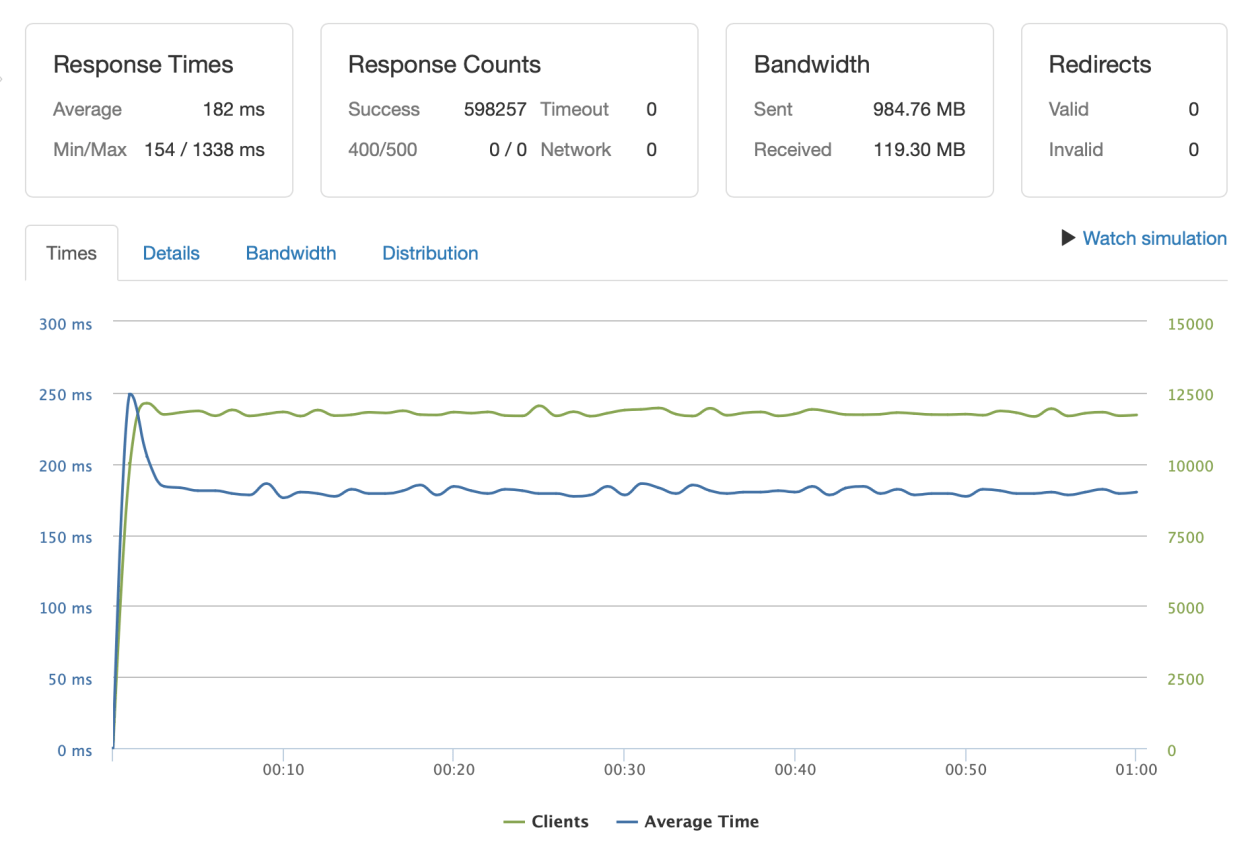 Response Times
Average 182 ms
Min/Max 154 / 1338 ms
Response Counts
Success 598257 Timeout 0
400/500 0 / 0 Network 0
Bandwidth
Sent 984.76 MB
Received 119.30 MB
Redirects
Valid 0
Invalid 0
Times Details Bandwidth Distribution
Watch simulation
300 ms 15000
250 ms 12500
200 ms 10000
150 ms 7500
100 ms 5000
50 ms 2500
0 ms 0
00:10 00:20 00:30 00:40 00:50 01:00
Clients Average Time